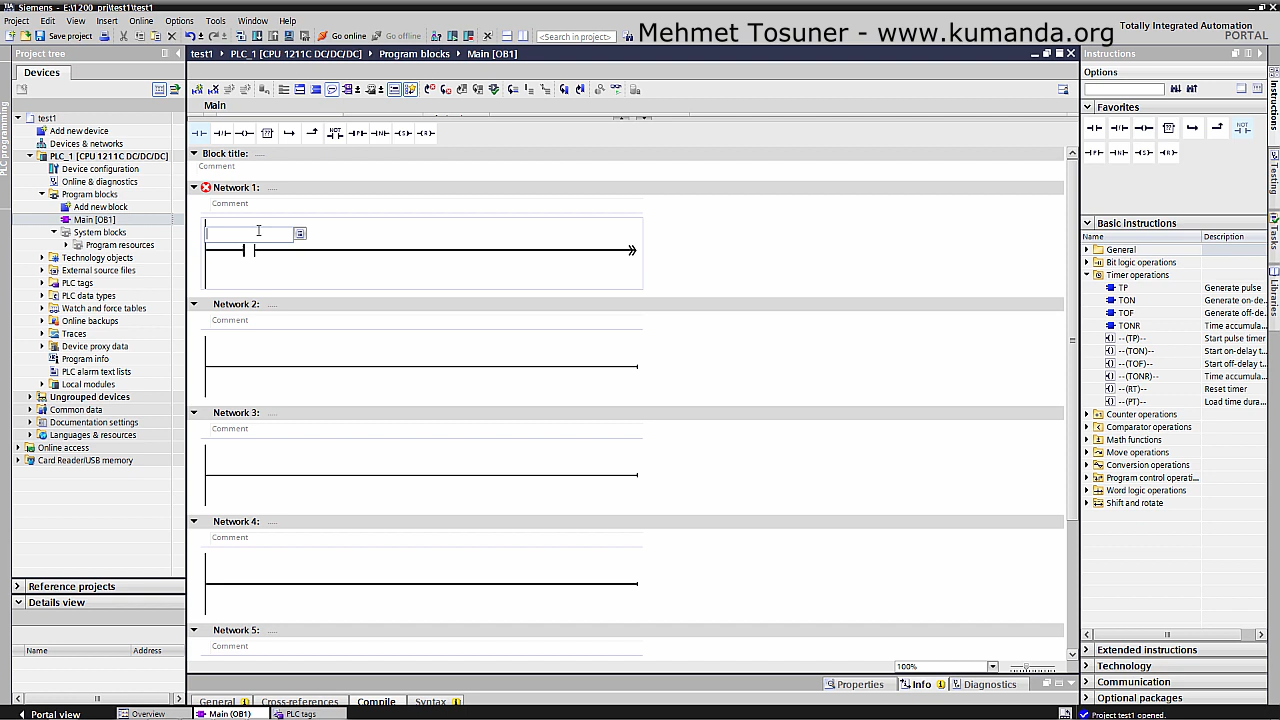 Siemens - E:\1200_prj\test1\test1
Project Edit View Insert Online Options Tools Window Help
Mehmet Tosuner - www.kumanda.org
Totally Integrated Automation
PORTAL
Save project
Go online
Go offline
<Search in project>
Project tree
test1 PLC_1 [CPU 1211C DC/DC/DC] Program blocks Main [OB1]
Instructions
Devices
Options
Main
Favorites
NOT
P
N
S
R
NOT
P
N
S
R
PLC programming
test1
Add new device
Devices & networks
PLC_1 [CPU 1211C DC/DC/DC]
Device configuration
Online & diagnostics
Program blocks
Add new block
Main [OB1]
System blocks
Program resources
Technology objects
External source files
PLC tags
PLC data types
Watch and force tables
Online backups
Traces
Device proxy data
Program info
PLC alarm text lists
Local modules
Ungrouped devices
Common data
Documentation settings
Languages & resources
Online access
Card Reader/USB memory
Reference projects
Details view
Name Address
Block title: .....
Comment
Network 1: .....
Comment
Network 2: .....
Comment
Network 3: .....
Comment
Network 4: .....
Comment
Network 5: .....
Comment
100%
Properties Info Diagnostics
General Cross-references Compile Syntax
Basic instructions
Name Description
General
Bit logic operations
Timer operations
TP Generate pulse
TON Generate on-de...
TOF Generate off-de...
TONR Time accumula...
--(TP)-- Start pulse timer
--(TON)-- Start on-delay t...
--(TOF)-- Start off-delay t...
--(TONR)-- Time accumula...
--(RT)-- Reset timer
--(PT)-- Load time dura...
Counter operations
Comparator operations
Math functions
Move operations
Conversion operations
Program control operati...
Word logic operations
Shift and rotate
Extended instructions
Technology
Communication
Optional packages
Instructions
Testing
Tasks
Libraries
Portal view Overview Main (OB1) PLC tags
Project test1 opened.